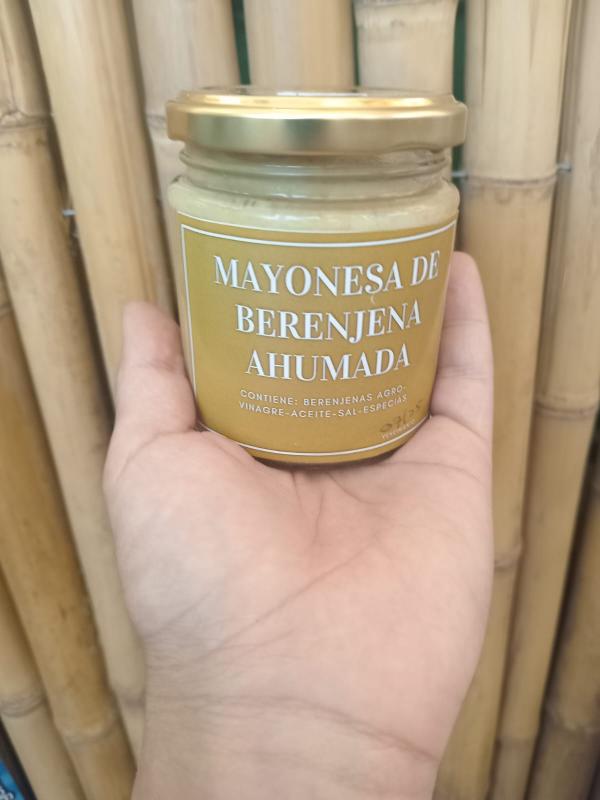 MAYONESA DE
BERENJENA
AHUMADA
CONTIENE: BERENJENAS AGRO-
VINAGRE-ACEITE-SAL-ESPECIAS